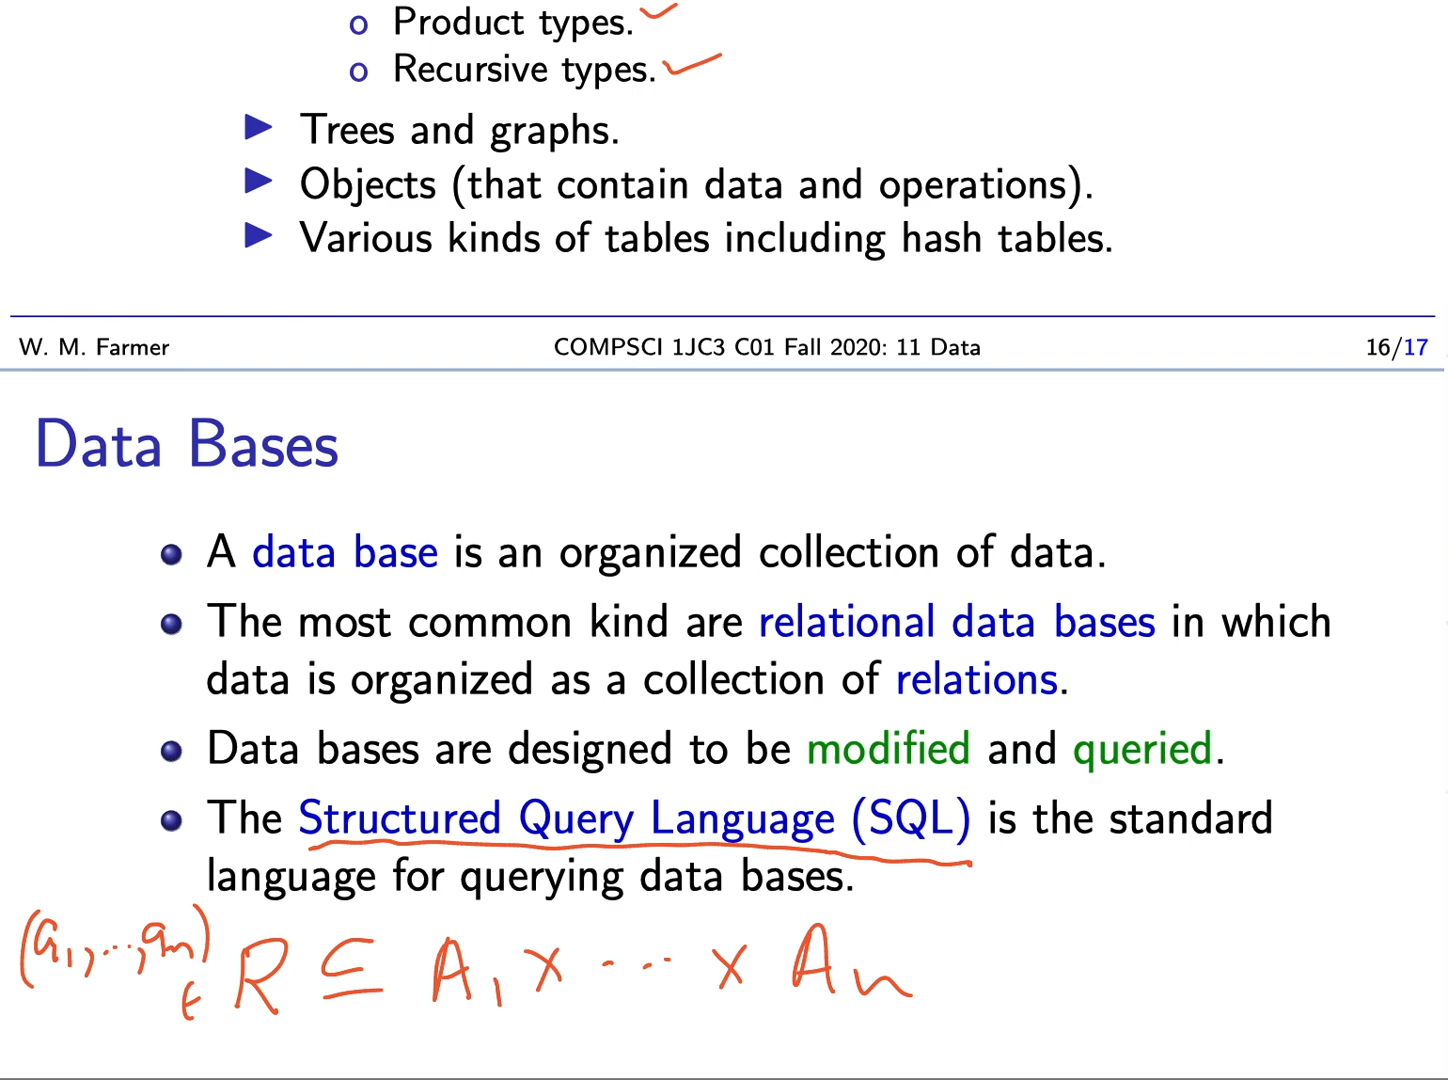 o Product types. ✓
o Recursive types. ✓
▶ Trees and graphs.
▶ Objects (that contain data and operations).
▶ Various kinds of tables including hash tables.
W. M. Farmer COMPSCI 1JC3 C01 Fall 2020: 11 Data 16/17
Data Bases
• A data base is an organized collection of data.
• The most common kind are relational data bases in which
data is organized as a collection of relations.
• Data bases are designed to be modified and queried.
• The Structured Query Language (SQL) is the standard
language for querying data bases.
(a₁, ..., aₙ) ∈ R ⊆ A₁ × ... × Aₙ